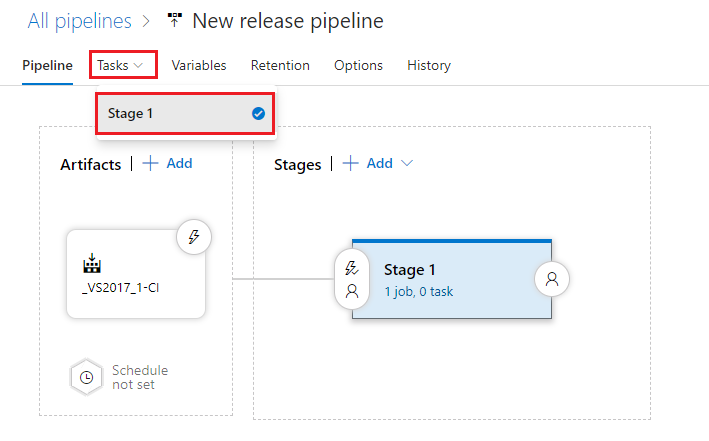 All pipelines > New release pipeline
Pipeline Tasks Variables Retention Options History
Stage 1
Artifacts | + Add
Stages | + Add
_VS2017_1-CI
Stage 1
1 job, 0 task
Schedule
not set